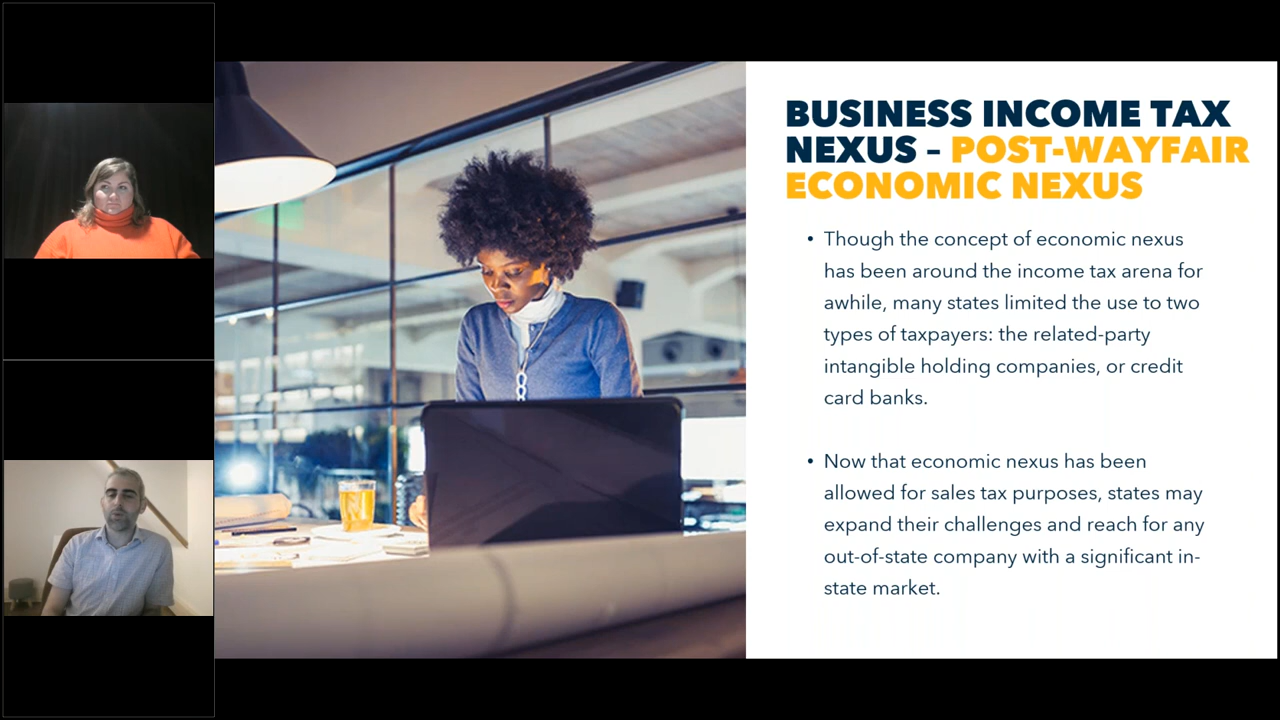 BUSINESS INCOME TAX
NEXUS – POST-WAYFAIR
ECONOMIC NEXUS
• Though the concept of economic nexus
has been around the income tax arena for
awhile, many states limited the use to two
types of taxpayers: the related-party
intangible holding companies, or credit
card banks.
• Now that economic nexus has been
allowed for sales tax purposes, states may
expand their challenges and reach for any
out-of-state company with a significant in-
state market.